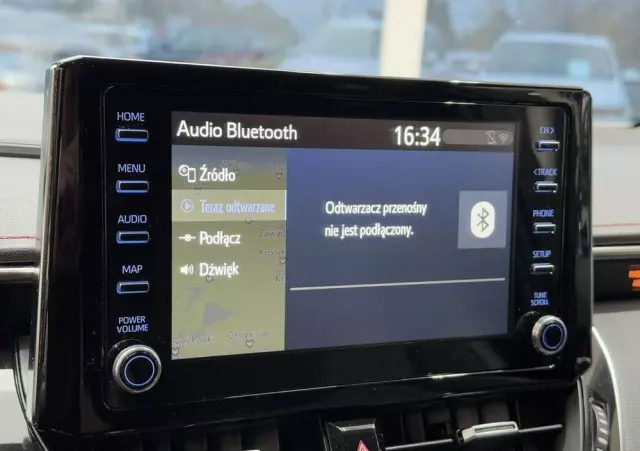 HOME
MENU
AUDIO
MAP
POWER
VOLUME
Audio Bluetooth
16:34
Źródło
Teraz odtwarzane
Podłącz
Dźwięk
Odtwarzacz przenośny
nie jest podłączony.
CH>
<TRACK
PHONE
SETUP
TUNE
SCROLL